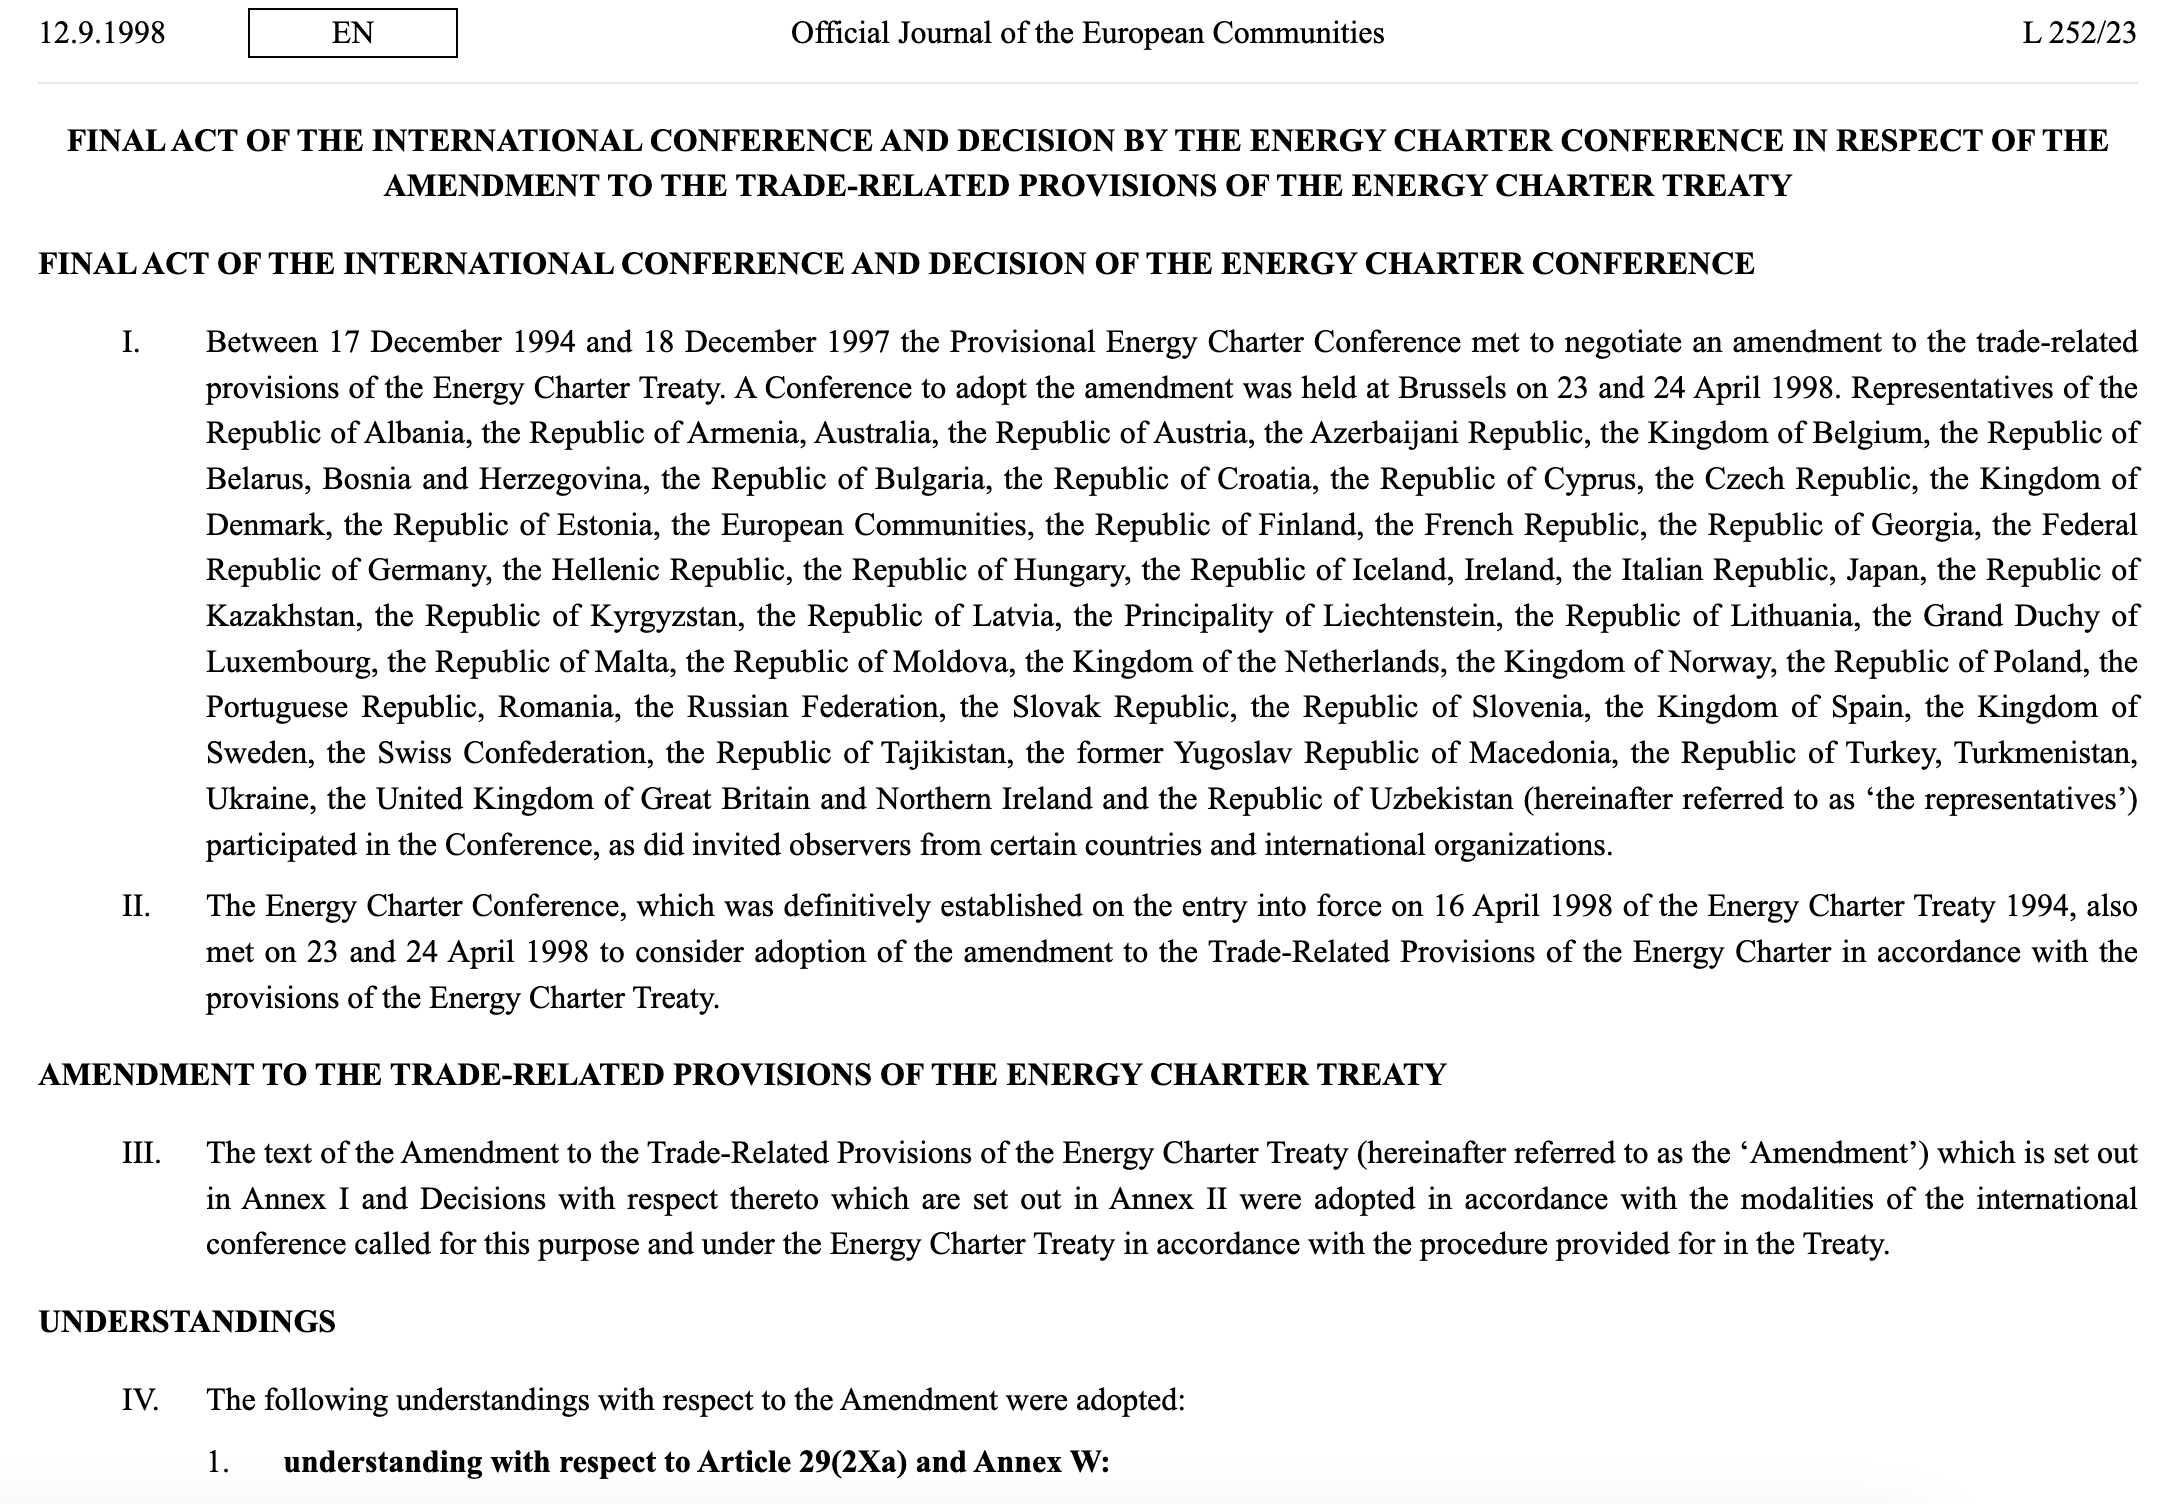 12.9.1998 EN Official Journal of the European Communities L 252/23
FINAL ACT OF THE INTERNATIONAL CONFERENCE AND DECISION BY THE ENERGY CHARTER CONFERENCE IN RESPECT OF THE
AMENDMENT TO THE TRADE-RELATED PROVISIONS OF THE ENERGY CHARTER TREATY
FINAL ACT OF THE INTERNATIONAL CONFERENCE AND DECISION OF THE ENERGY CHARTER CONFERENCE
I. Between 17 December 1994 and 18 December 1997 the Provisional Energy Charter Conference met to negotiate an amendment to the trade-related
provisions of the Energy Charter Treaty. A Conference to adopt the amendment was held at Brussels on 23 and 24 April 1998. Representatives of the
Republic of Albania, the Republic of Armenia, Australia, the Republic of Austria, the Azerbaijani Republic, the Kingdom of Belgium, the Republic of
Belarus, Bosnia and Herzegovina, the Republic of Bulgaria, the Republic of Croatia, the Republic of Cyprus, the Czech Republic, the Kingdom of
Denmark, the Republic of Estonia, the European Communities, the Republic of Finland, the French Republic, the Republic of Georgia, the Federal
Republic of Germany, the Hellenic Republic, the Republic of Hungary, the Republic of Iceland, Ireland, the Italian Republic, Japan, the Republic of
Kazakhstan, the Republic of Kyrgyzstan, the Republic of Latvia, the Principality of Liechtenstein, the Republic of Lithuania, the Grand Duchy of
Luxembourg, the Republic of Malta, the Republic of Moldova, the Kingdom of the Netherlands, the Kingdom of Norway, the Republic of Poland, the
Portuguese Republic, Romania, the Russian Federation, the Slovak Republic, the Republic of Slovenia, the Kingdom of Spain, the Kingdom of
Sweden, the Swiss Confederation, the Republic of Tajikistan, the former Yugoslav Republic of Macedonia, the Republic of Turkey, Turkmenistan,
Ukraine, the United Kingdom of Great Britain and Northern Ireland and the Republic of Uzbekistan (hereinafter referred to as ‘the representatives’)
participated in the Conference, as did invited observers from certain countries and international organizations.
II. The Energy Charter Conference, which was definitively established on the entry into force on 16 April 1998 of the Energy Charter Treaty 1994, also
met on 23 and 24 April 1998 to consider adoption of the amendment to the Trade-Related Provisions of the Energy Charter in accordance with the
provisions of the Energy Charter Treaty.
AMENDMENT TO THE TRADE-RELATED PROVISIONS OF THE ENERGY CHARTER TREATY
III. The text of the Amendment to the Trade-Related Provisions of the Energy Charter Treaty (hereinafter referred to as the ‘Amendment’) which is set out
in Annex I and Decisions with respect thereto which are set out in Annex II were adopted in accordance with the modalities of the international
conference called for this purpose and under the Energy Charter Treaty in accordance with the procedure provided for in the Treaty.
UNDERSTANDINGS
IV. The following understandings with respect to the Amendment were adopted:
1. understanding with respect to Article 29(2Xa) and Annex W: